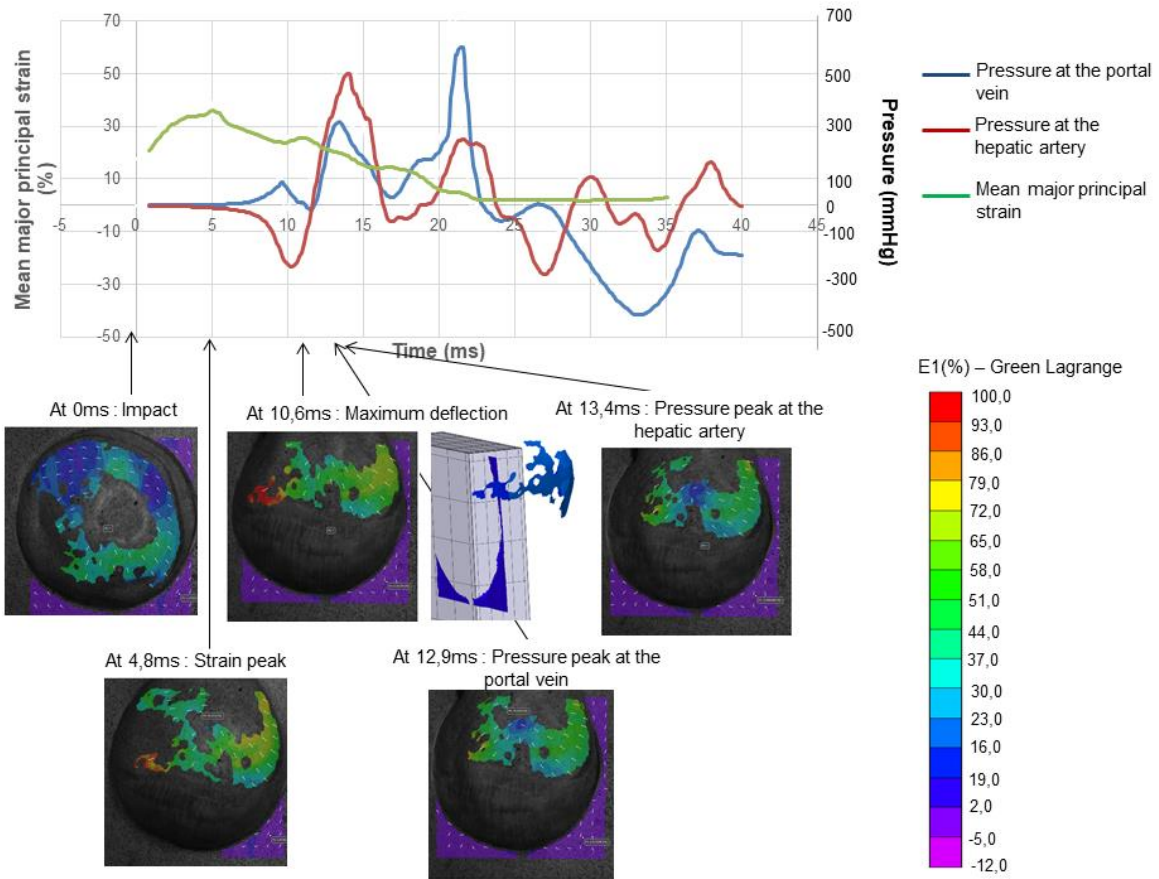 70
50
30
10
-10
-30
-50
Mean major principal strain
(%)
-5
0
5
10
15
20
25
30
35
40
45
Time (ms)
700
500
300
100
0
-100
-300
-500
Pressure (mmHg)
Pressure at the portal
vein
Pressure at the
hepatic artery
Mean major principal
strain
At 0ms : Impact
At 10,6ms : Maximum deflection
At 13,4ms : Pressure peak at the
hepatic artery
At 4,8ms : Strain peak
At 12,9ms : Pressure peak at the
portal vein
E1(%) – Green Lagrange
100,0
93,0
86,0
79,0
72,0
65,0
58,0
51,0
44,0
37,0
30,0
23,0
16,0
19,0
2,0
-5,0
-12,0